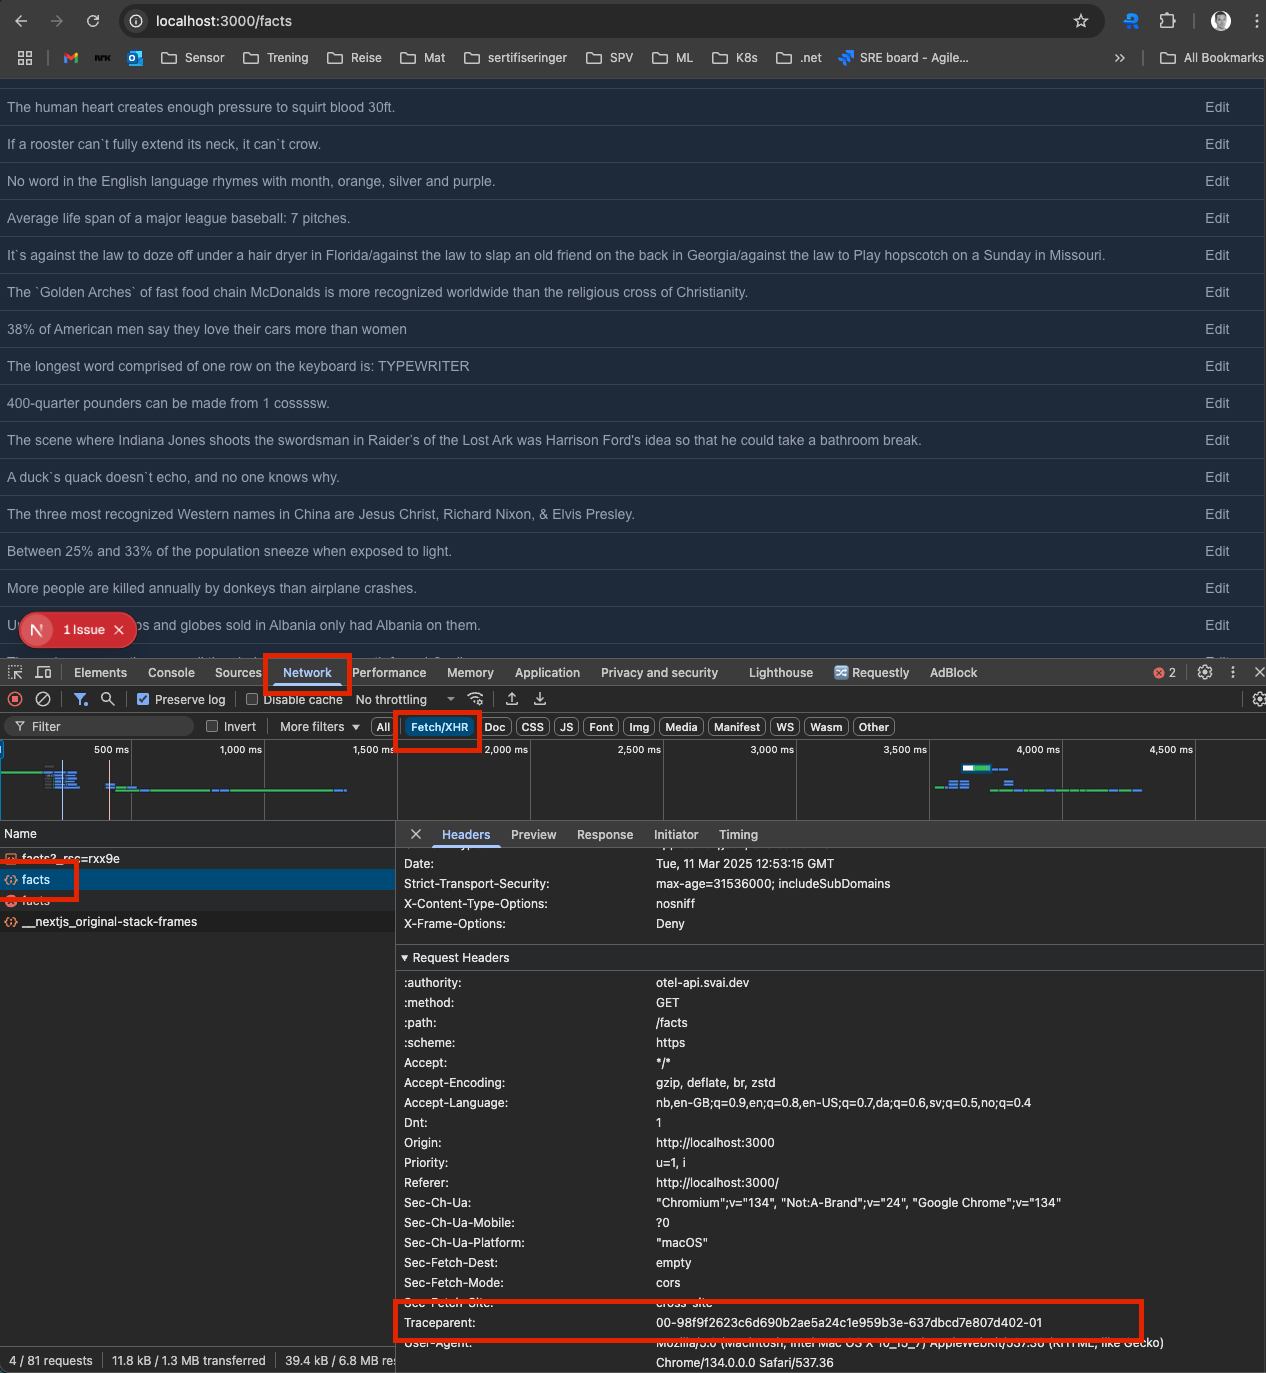 localhost:3000/facts
Sensor Trening Reise Mat sertifiseringer SPV ML K8s .net SRE board - Agile... » All Bookmarks
The human heart creates enough pressure to squirt blood 30ft. Edit
If a rooster can`t fully extend its neck, it can`t crow. Edit
No word in the English language rhymes with month, orange, silver and purple. Edit
Average life span of a major league baseball: 7 pitches. Edit
It`s against the law to doze off under a hair dryer in Florida/against the law to slap an old friend on the back in Georgia/against the law to Play hopscotch on a Sunday in Missouri. Edit
The `Golden Arches` of fast food chain McDonalds is more recognized worldwide than the religious cross of Christianity. Edit
38% of American men say they love their cars more than women Edit
The longest word comprised of one row on the keyboard is: TYPEWRITER Edit
400-quarter pounders can be made from 1 cossssw. Edit
The scene where Indiana Jones shoots the swordsman in Raider's of the Lost Ark was Harrison Ford's idea so that he could take a bathroom break. Edit
A duck`s quack doesn`t echo, and no one knows why. Edit
The three most recognized Western names in China are Jesus Christ, Richard Nixon, & Elvis Presley. Edit
Between 25% and 33% of the population sneeze when exposed to light. Edit
More people are killed annually by donkeys than airplane crashes. Edit
and globes sold in Albania only had Albania on them. Edit
N 1 Issue
Elements Console Sources Network Performance Memory Application Privacy and security Lighthouse Requestly AdBlock 2
Preserve log Disable cache No throttling
Filter Invert More filters All Fetch/XHR Doc CSS JS Font Img Media Manifest WS Wasm Other
500 ms 1,000 ms 1,500 ms 2,000 ms 2,500 ms 3,000 ms 3,500 ms 4,000 ms 4,500 ms
Name
facts?_rsc=rxx9e
facts
facts
__nextjs_original-stack-frames
Headers Preview Response Initiator Timing
Date: Tue, 11 Mar 2025 12:53:15 GMT
Strict-Transport-Security: max-age=31536000; includeSubDomains
X-Content-Type-Options: nosniff
X-Frame-Options: Deny
Request Headers
:authority: otel-api.svai.dev
:method: GET
:path: /facts
:scheme: https
Accept: */*
Accept-Encoding: gzip, deflate, br, zstd
Accept-Language: nb,en-GB;q=0.9,en;q=0.8,en-US;q=0.7,da;q=0.6,sv;q=0.5,no;q=0.4
Dnt: 1
Origin: http://localhost:3000
Priority: u=1, i
Referer: http://localhost:3000/
Sec-Ch-Ua: "Chromium";v="134", "Not:A-Brand";v="24", "Google Chrome";v="134"
Sec-Ch-Ua-Mobile: ?0
Sec-Ch-Ua-Platform: "macOS"
Sec-Fetch-Dest: empty
Sec-Fetch-Mode: cors
Sec-Fetch-Site: cross-site
Traceparent: 00-98f9f2623c6d690b2ae5a24c1e959b3e-637dbcd7e807d402-01
User-Agent: Mozilla/5.0 (Macintosh; Intel Mac OS X 10_15_7) AppleWebKit/537.36 (KHTML, like Gecko)
Chrome/134.0.0.0 Safari/537.36
4 / 81 requests 11.8 kB / 1.3 MB transferred 39.4 kB / 6.8 MB res